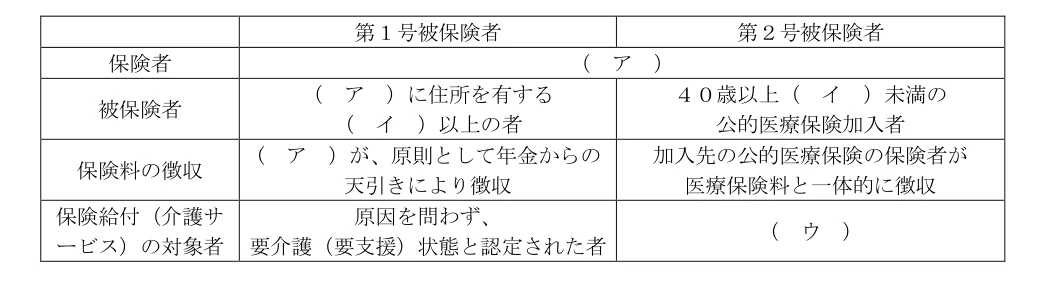 第１号被保険者 第２号被保険者
保険者 （　ア　）
被保険者 （　ア　）に住所を有する
（　イ　）以上の者 ４０歳以上（　イ　）未満の
公的医療保険加入者
保険料の徴収 （　ア　）が、原則として年金からの
天引きにより徴収 加入先の公的医療保険の保険者が
医療保険料と一体的に徴収
保険給付（介護サ
ービス）の対象者 原因を問わず、
要介護（要支援）状態と認定された者 （　ウ　）